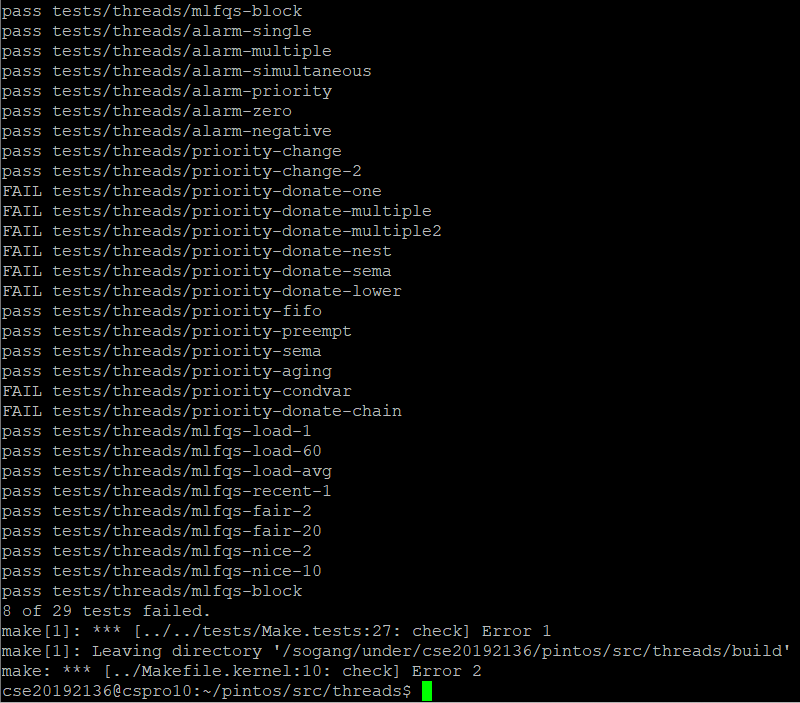 pass tests/threads/mlfqs-block
pass tests/threads/alarm-single
pass tests/threads/alarm-multiple
pass tests/threads/alarm-simultaneous
pass tests/threads/alarm-priority
pass tests/threads/alarm-zero
pass tests/threads/alarm-negative
pass tests/threads/priority-change
pass tests/threads/priority-change-2
FAIL tests/threads/priority-donate-one
FAIL tests/threads/priority-donate-multiple
FAIL tests/threads/priority-donate-multiple2
FAIL tests/threads/priority-donate-nest
FAIL tests/threads/priority-donate-sema
FAIL tests/threads/priority-donate-lower
pass tests/threads/priority-fifo
pass tests/threads/priority-preempt
pass tests/threads/priority-sema
pass tests/threads/priority-aging
FAIL tests/threads/priority-condvar
FAIL tests/threads/priority-donate-chain
pass tests/threads/mlfqs-load-1
pass tests/threads/mlfqs-load-60
pass tests/threads/mlfqs-load-avg
pass tests/threads/mlfqs-recent-1
pass tests/threads/mlfqs-fair-2
pass tests/threads/mlfqs-fair-20
pass tests/threads/mlfqs-nice-2
pass tests/threads/mlfqs-nice-10
pass tests/threads/mlfqs-block
8 of 29 tests failed.
make[1]: *** [../../tests/Make.tests:27: check] Error 1
make[1]: Leaving directory '/sogang/under/cse20192136/pintos/src/threads/build'
make: *** [../Makefile.kernel:10: check] Error 2
cse20192136@cspro10:~/pintos/src/threads$